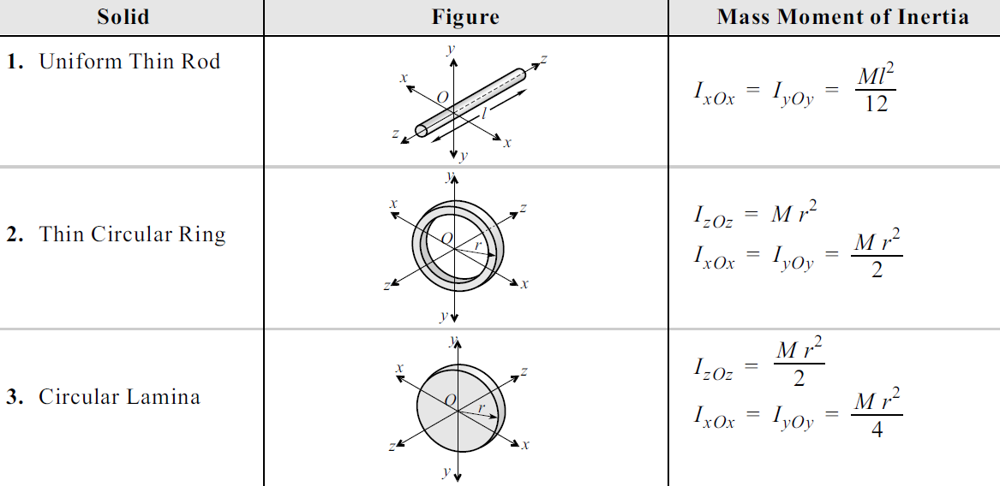 Solid Figure Mass Moment of Inertia
1. Uniform Thin Rod
y
z
x
O
l
z
x
y
I_{xOx} = I_{yOy} = \frac{Ml^2}{12}
2. Thin Circular Ring
y
x
z
O
r
z
x
y
I_{zOz} = M r^2
I_{xOx} = I_{yOy} = \frac{M r^2}{2}
3. Circular Lamina
y
x
z
O
r
z
x
y
I_{zOz} = \frac{M r^2}{2}
I_{xOx} = I_{yOy} = \frac{M r^2}{4}